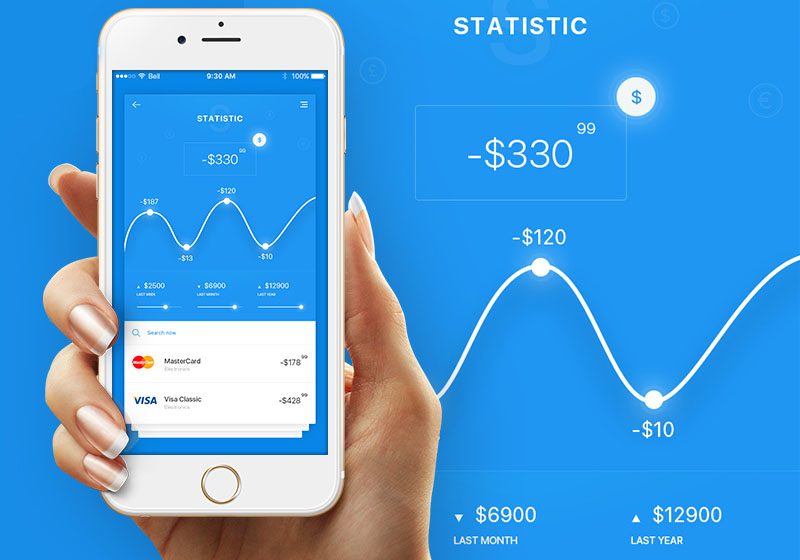 Bell
9:30 AM
100%
STATISTIC
$
-$330 99
-$187
-$120
-$13
-$10
$2500
LAST WEEK
$6900
LAST MONTH
$12900
LAST YEAR
Search now
MasterCard
MasterCard
Electronics
-$178 99
VISA
Visa Classic
Electronics
-$428 99
STATISTIC
S
$
£
€
$
-$330 99
-$120
-$10
$6900
LAST MONTH
$12900
LAST YEAR